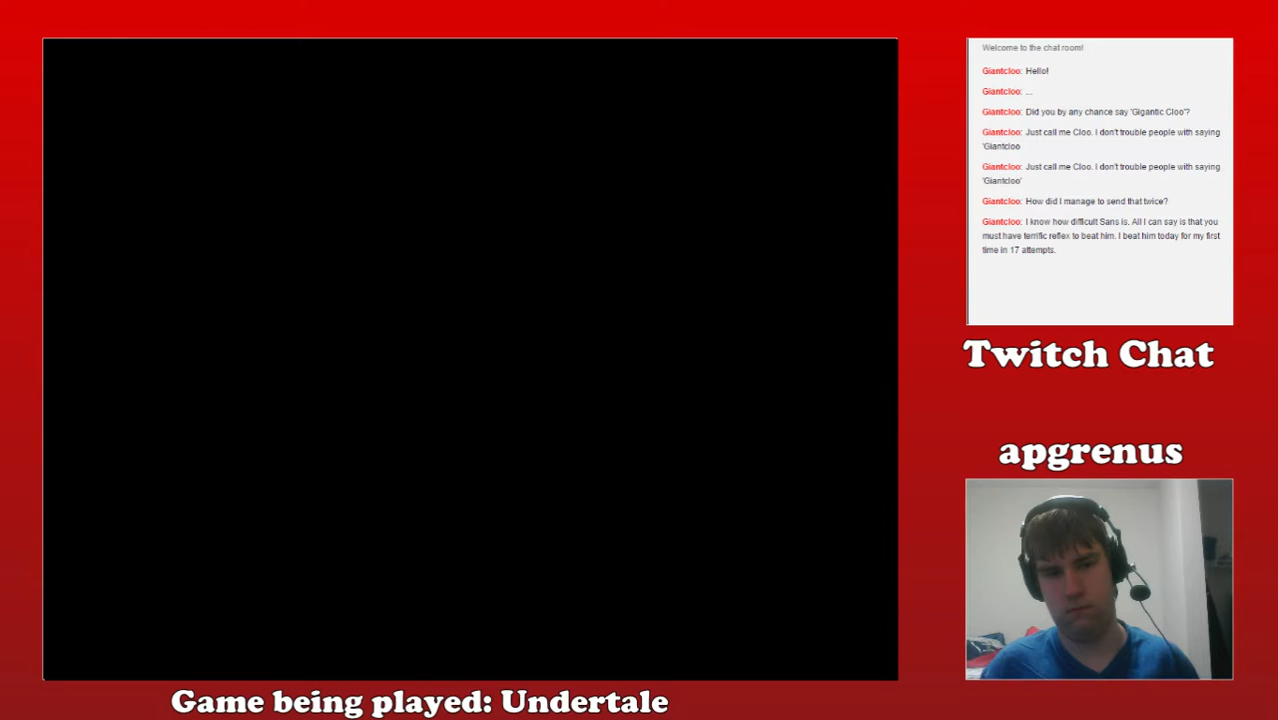 Welcome to the chat room!
Giantcloo: Hello!
Giantcloo: ...
Giantcloo: Did you by any chance say 'Gigantic Cloo'?
Giantcloo: Just call me Cloo. I don't trouble people with saying
'Giantcloo
Giantcloo: Just call me Cloo. I don't trouble people with saying
'Giantcloo'
Giantcloo: How did I manage to send that twice?
Giantcloo: I know how difficult Sans is. All I can say is that you
must have terrific reflex to beat him. I beat him today for my first
time in 17 attempts.
Twitch Chat
apgrenus
Game being played: Undertale